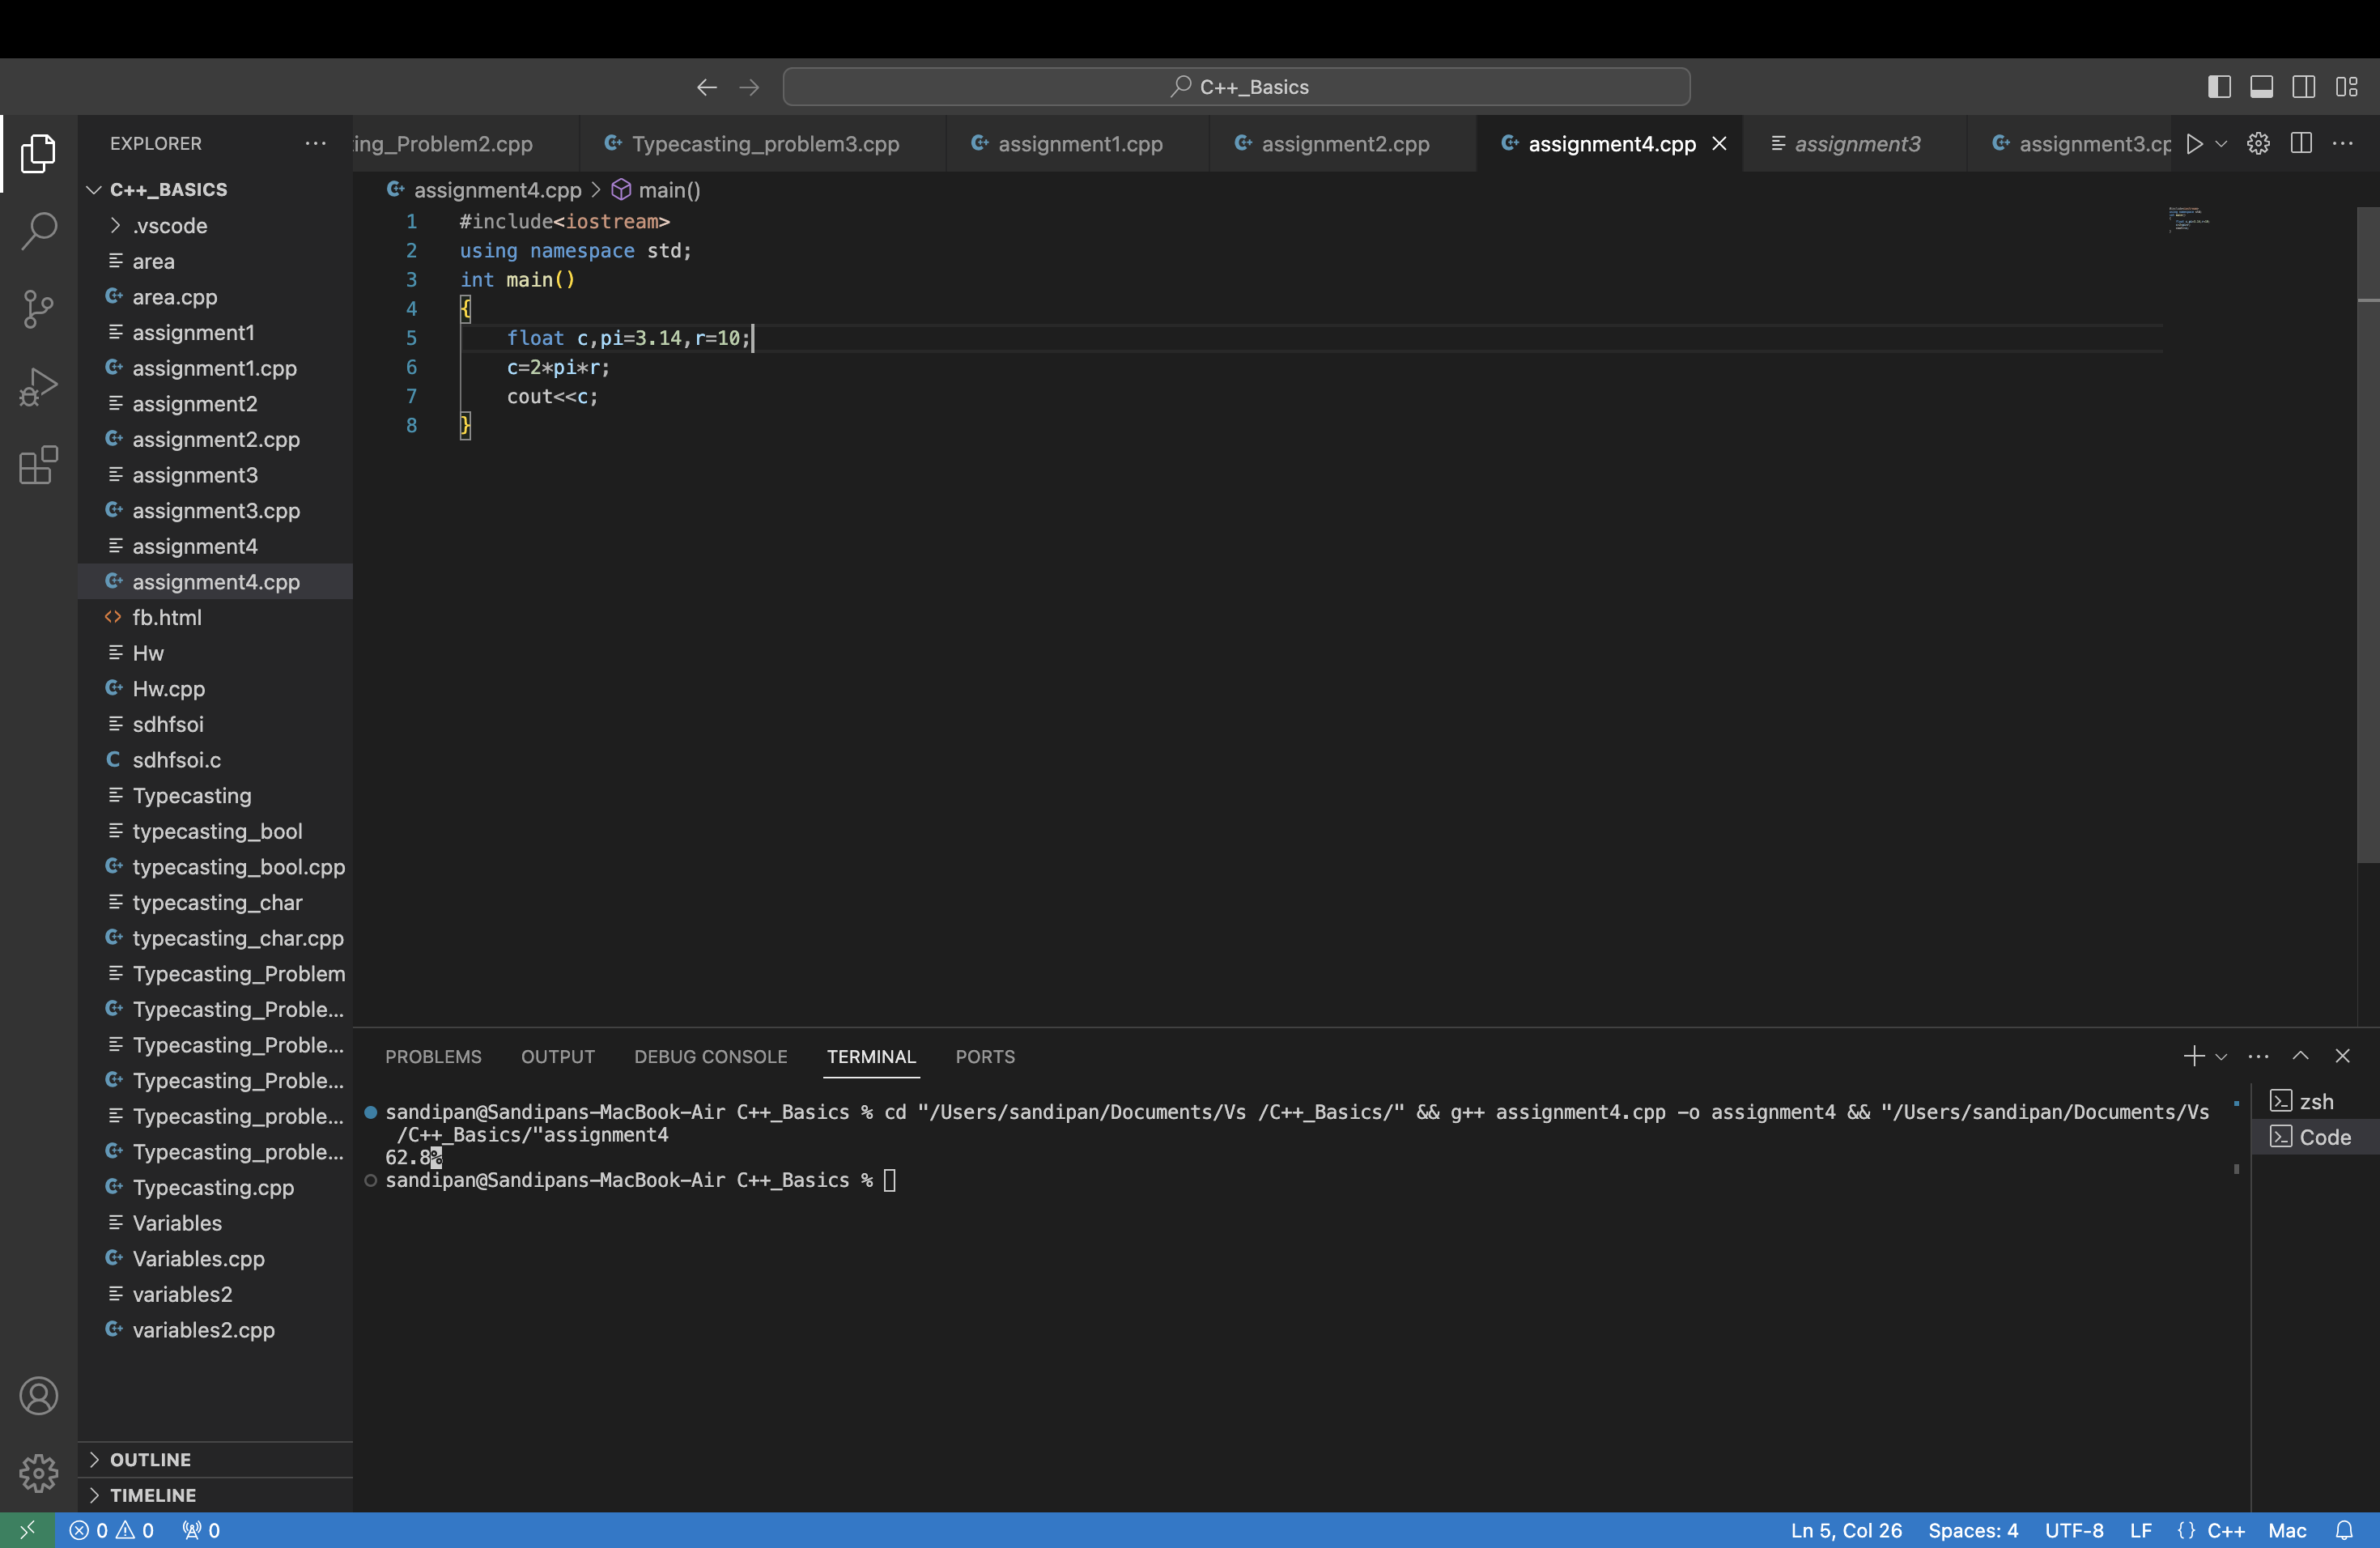 C++_Basics
EXPLORER
ing_Problem2.cpp
Typecasting_problem3.cpp
assignment1.cpp
assignment2.cpp
assignment4.cpp
assignment3
assignment3.cp
C++_BASICS
.vscode
area
area.cpp
assignment1
assignment1.cpp
assignment2
assignment2.cpp
assignment3
assignment3.cpp
assignment4
assignment4.cpp
fb.html
Hw
Hw.cpp
sdhfsoi
sdhfsoi.c
Typecasting
typecasting_bool
typecasting_bool.cpp
typecasting_char
typecasting_char.cpp
Typecasting_Problem
Typecasting_Proble...
Typecasting_Proble...
Typecasting_Proble...
Typecasting_proble...
Typecasting_proble...
Typecasting.cpp
Variables
Variables.cpp
variables2
variables2.cpp
OUTLINE
TIMELINE
assignment4.cpp > main()
1 #include<iostream>
2 using namespace std;
3 int main()
4 {
5 float c,pi=3.14,r=10;
6 c=2*pi*r;
7 cout<<c;
8 }
PROBLEMS OUTPUT DEBUG CONSOLE TERMINAL PORTS
sandipan@Sandipans-MacBook-Air C++_Basics % cd "/Users/sandipan/Documents/Vs /C++_Basics/" && g++ assignment4.cpp -o assignment4 && "/Users/sandipan/Documents/Vs
/C++_Basics/"assignment4
62.8%
sandipan@Sandipans-MacBook-Air C++_Basics %
zsh
Code
0 0 0
Ln 5, Col 26 Spaces: 4 UTF-8 LF {} C++ Mac